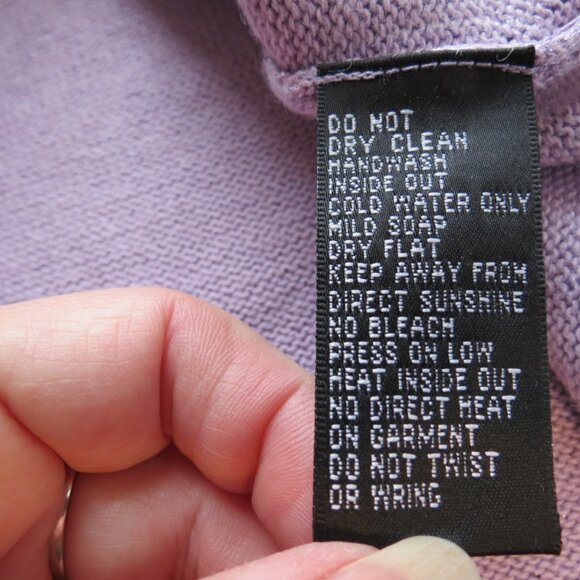 DO NOT
DRY CLEAN
HANDWASH
INSIDE OUT
COLD WATER ONLY
MILD SOAP
DRY FLAT
KEEP AWAY FROM
DIRECT SUNSHINE
NO BLEACH
PRESS ON LOW
HEAT INSIDE OUT
NO DIRECT HEAT
ON GARMENT
DO NOT TWIST
OR WRING